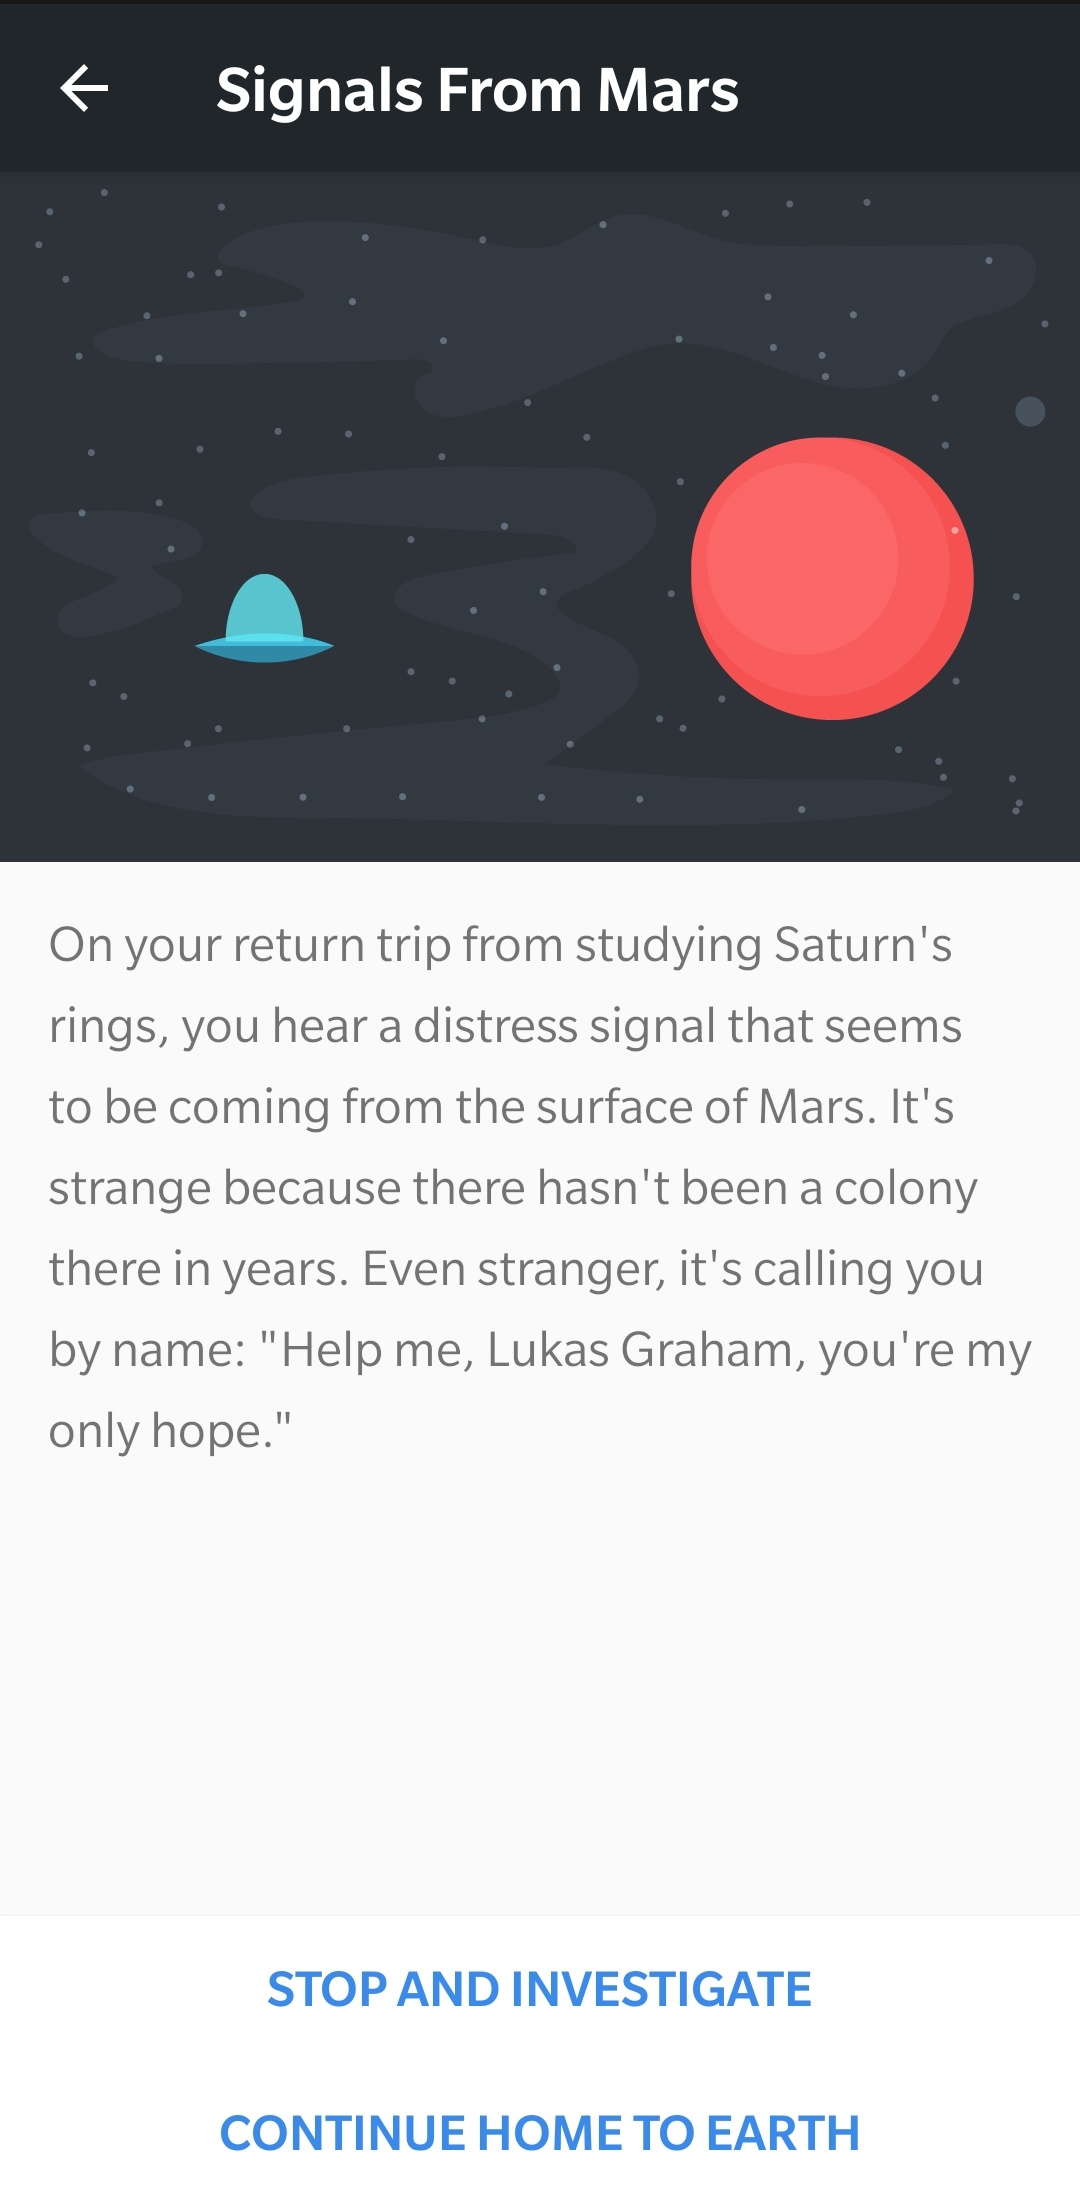 Signals From Mars
On your return trip from studying Saturn's
rings, you hear a distress signal that seems
to be coming from the surface of Mars. It's
strange because there hasn't been a colony
there in years. Even stranger, it's calling you
by name: "Help me, Lukas Graham, you're my
only hope."
STOP AND INVESTIGATE
CONTINUE HOME TO EARTH